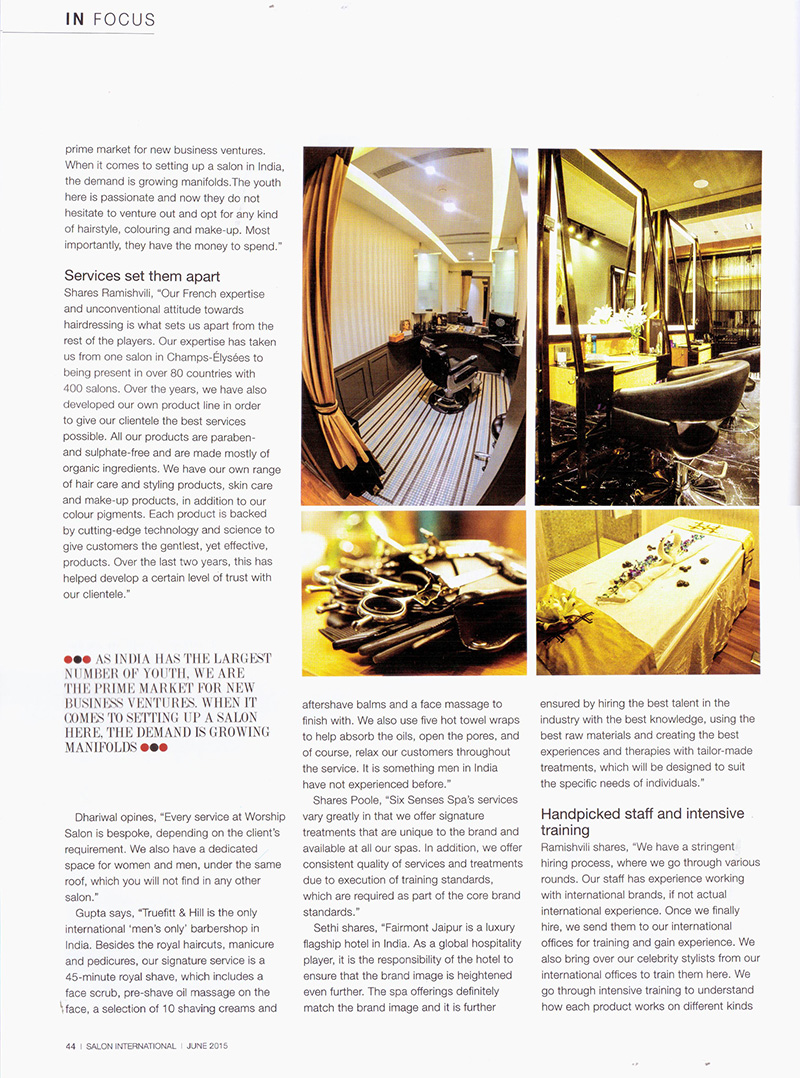 IN FOCUS
prime market for new business ventures.
When it comes to setting up a salon in India,
the demand is growing manifolds.The youth
here is passionate and now they do not
hesitate to venture out and opt for any kind
of hairstyle, colouring and make-up. Most
importantly, they have the money to spend.”
Services set them apart
Shares Ramishvili, “Our French expertise
and unconventional attitude towards
hairdressing is what sets us apart from the
rest of the players. Our expertise has taken
us from one salon in Champs-Élysées to
being present in over 80 countries with
400 salons. Over the years, we have also
developed our own product line in order
to give our clientele the best services
possible. All our products are paraben-
and sulphate-free and are made mostly of
organic ingredients. We have our own range
of hair care and styling products, skin care
and make-up products, in addition to our
colour pigments. Each product is backed
by cutting-edge technology and science to
give customers the gentlest, yet effective,
products. Over the last two years, this has
helped develop a certain level of trust with
our clientele.”
AS INDIA HAS THE LARGEST
NUMBER OF YOUTH, WE ARE
THE PRIME MARKET FOR NEW
BUSINESS VENTURES. WHEN IT
COMES TO SETTING UP A SALON
HERE, THE DEMAND IS GROWING
MANIFOLDS
Dhariwal opines, “Every service at Worship
Salon is bespoke, depending on the client’s
requirement. We also have a dedicated
space for women and men, under the same
roof, which you will not find in any other
salon.”
Gupta says, “Truefitt & Hill is the only
international ‘men’s only’ barbershop in
India. Besides the royal haircuts, manicure
and pedicures, our signature service is a
45-minute royal shave, which includes a
face scrub, pre-shave oil massage on the
face, a selection of 10 shaving creams and
aftershave balms and a face massage to
finish with. We also use five hot towel wraps
to help absorb the oils, open the pores, and
of course, relax our customers throughout
the service. It is something men in India
have not experienced before.”
Shares Poole, “Six Senses Spa’s services
vary greatly in that we offer signature
treatments that are unique to the brand and
available at all our spas. In addition, we offer
consistent quality of services and treatments
due to execution of training standards,
which are required as part of the core brand
standards.”
Sethi shares, “Fairmont Jaipur is a luxury
flagship hotel in India. As a global hospitality
player, it is the responsibility of the hotel to
ensure that the brand image is heightened
even further. The spa offerings definitely
match the brand image and it is further
ensured by hiring the best talent in the
industry with the best knowledge, using the
best raw materials and creating the best
experiences and therapies with tailor-made
treatments, which will be designed to suit
the specific needs of individuals.”
Handpicked staff and intensive
training
Ramishvili shares, “We have a stringent
hiring process, where we go through various
rounds. Our staff has experience working
with international brands, if not actual
international experience. Once we finally
hire, we send them to our international
offices for training and gain experience. We
also bring over our celebrity stylists from our
international offices to train them here. We
go through intensive training to understand
how each product works on different kinds
44 | SALON INTERNATIONAL | JUNE 2015